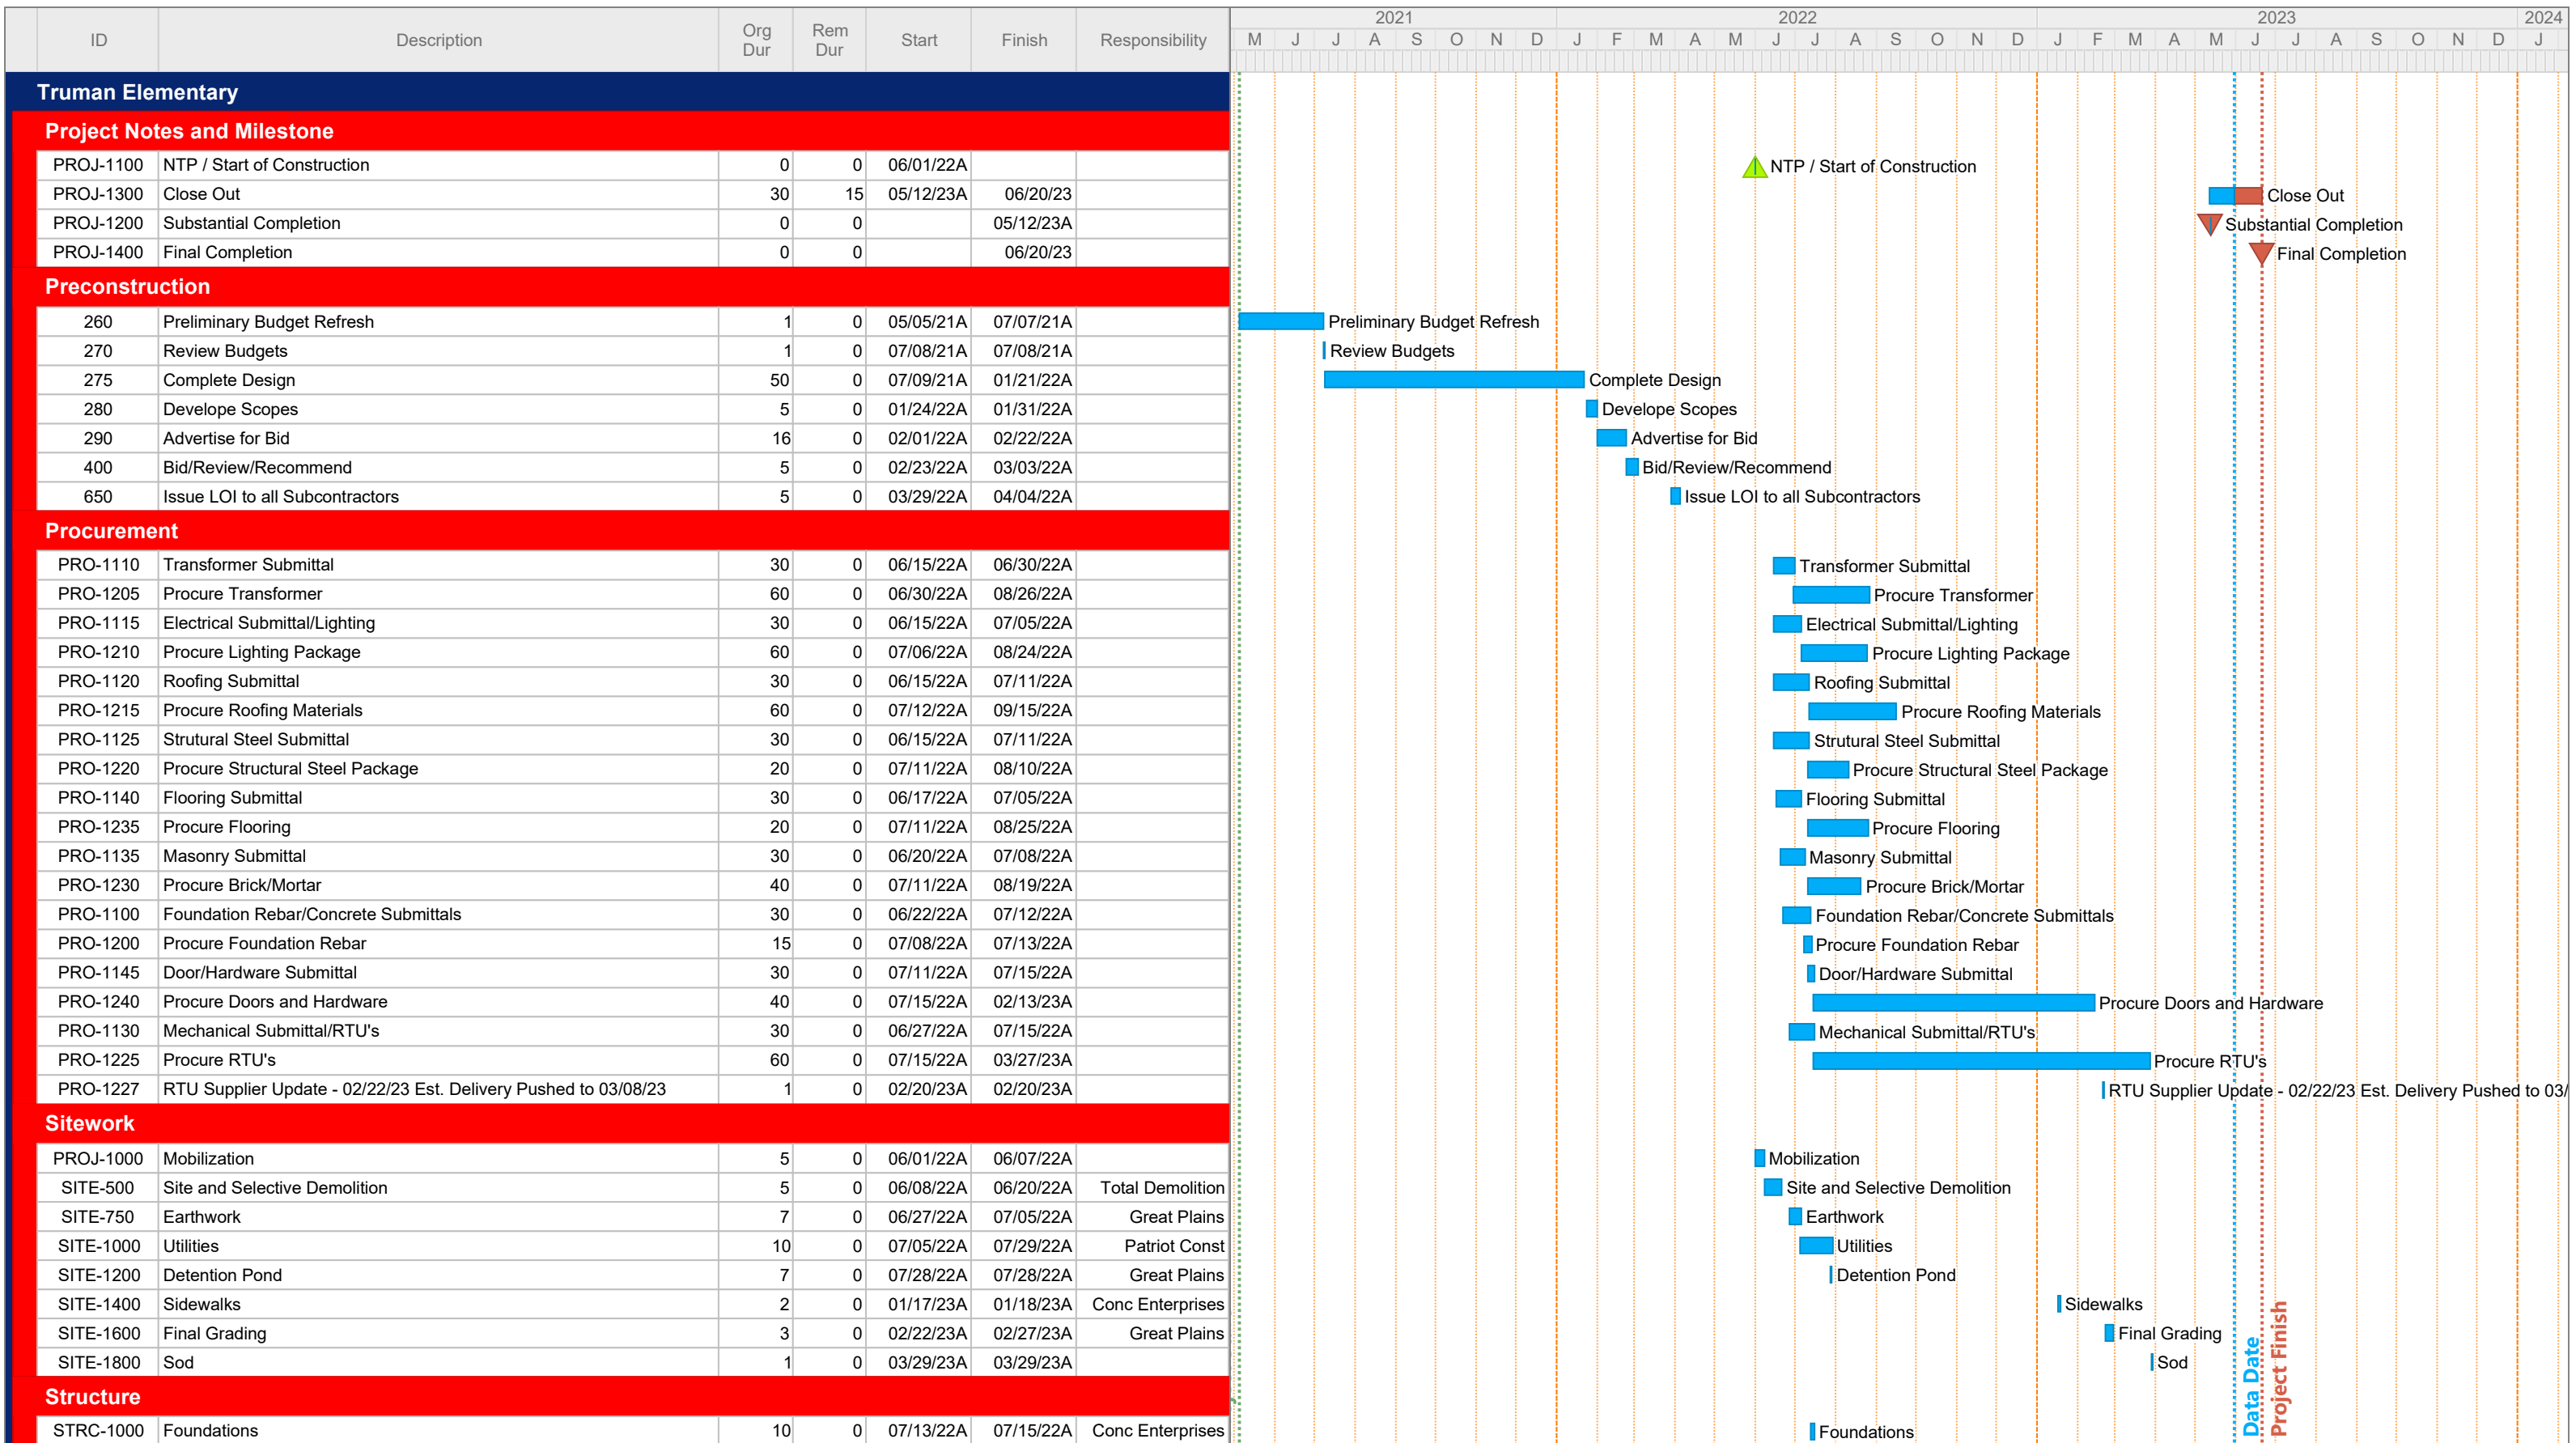 2021 2022 2023 2024
ID Description Org Dur Rem Dur Start Finish Responsibility M J J A S O N D J F M A M J J A S O N D J F M A M J J A S O N D J
Truman Elementary
Project Notes and Milestone
PROJ-1100 NTP / Start of Construction 0 0 06/01/22A NTP / Start of Construction
PROJ-1300 Close Out 30 15 05/12/23A 06/20/23 Close Out
PROJ-1200 Substantial Completion 0 0 05/12/23A Substantial Completion
PROJ-1400 Final Completion 0 0 06/20/23 Final Completion
Preconstruction
260 Preliminary Budget Refresh 1 0 05/05/21A 07/07/21A Preliminary Budget Refresh
270 Review Budgets 1 0 07/08/21A 07/08/21A Review Budgets
275 Complete Design 50 0 07/09/21A 01/21/22A Complete Design
280 Develope Scopes 5 0 01/24/22A 01/31/22A Develope Scopes
290 Advertise for Bid 16 0 02/01/22A 02/22/22A Advertise for Bid
400 Bid/Review/Recommend 5 0 02/23/22A 03/03/22A Bid/Review/Recommend
650 Issue LOI to all Subcontractors 5 0 03/29/22A 04/04/22A Issue LOI to all Subcontractors
Procurement
PRO-1110 Transformer Submittal 30 0 06/15/22A 06/30/22A Transformer Submittal
PRO-1205 Procure Transformer 60 0 06/30/22A 08/26/22A Procure Transformer
PRO-1115 Electrical Submittal/Lighting 30 0 06/15/22A 07/05/22A Electrical Submittal/Lighting
PRO-1210 Procure Lighting Package 60 0 07/06/22A 08/24/22A Procure Lighting Package
PRO-1120 Roofing Submittal 30 0 06/15/22A 07/11/22A Roofing Submittal
PRO-1215 Procure Roofing Materials 60 0 07/12/22A 09/15/22A Procure Roofing Materials
PRO-1125 Strutural Steel Submittal 30 0 06/15/22A 07/11/22A Strutural Steel Submittal
PRO-1220 Procure Structural Steel Package 20 0 07/11/22A 08/10/22A Procure Structural Steel Package
PRO-1140 Flooring Submittal 30 0 06/17/22A 07/05/22A Flooring Submittal
PRO-1235 Procure Flooring 20 0 07/11/22A 08/25/22A Procure Flooring
PRO-1135 Masonry Submittal 30 0 06/20/22A 07/08/22A Masonry Submittal
PRO-1230 Procure Brick/Mortar 40 0 07/11/22A 08/19/22A Procure Brick/Mortar
PRO-1100 Foundation Rebar/Concrete Submittals 30 0 06/22/22A 07/12/22A Foundation Rebar/Concrete Submittals
PRO-1200 Procure Foundation Rebar 15 0 07/08/22A 07/13/22A Procure Foundation Rebar
PRO-1145 Door/Hardware Submittal 30 0 07/11/22A 07/15/22A Door/Hardware Submittal
PRO-1240 Procure Doors and Hardware 40 0 07/15/22A 02/13/23A Procure Doors and Hardware
PRO-1130 Mechanical Submittal/RTU's 30 0 06/27/22A 07/15/22A Mechanical Submittal/RTU's
PRO-1225 Procure RTU's 60 0 07/15/22A 03/27/23A Procure RTU's
PRO-1227 RTU Supplier Update - 02/22/23 Est. Delivery Pushed to 03/08/23 1 0 02/20/23A 02/20/23A RTU Supplier Update - 02/22/23 Est. Delivery Pushed to 03/
Sitework
PROJ-1000 Mobilization 5 0 06/01/22A 06/07/22A Mobilization
SITE-500 Site and Selective Demolition 5 0 06/08/22A 06/20/22A Total Demolition Site and Selective Demolition
SITE-750 Earthwork 7 0 06/27/22A 07/05/22A Great Plains Earthwork
SITE-1000 Utilities 10 0 07/05/22A 07/29/22A Patriot Const Utilities
SITE-1200 Detention Pond 7 0 07/28/22A 07/28/22A Great Plains Detention Pond
SITE-1400 Sidewalks 2 0 01/17/23A 01/18/23A Conc Enterprises Sidewalks
SITE-1600 Final Grading 3 0 02/22/23A 02/27/23A Great Plains Final Grading
SITE-1800 Sod 1 0 03/29/23A 03/29/23A Sod
Structure
STRC-1000 Foundations 10 0 07/13/22A 07/15/22A Conc Enterprises Foundations
Data Date
Project Finish